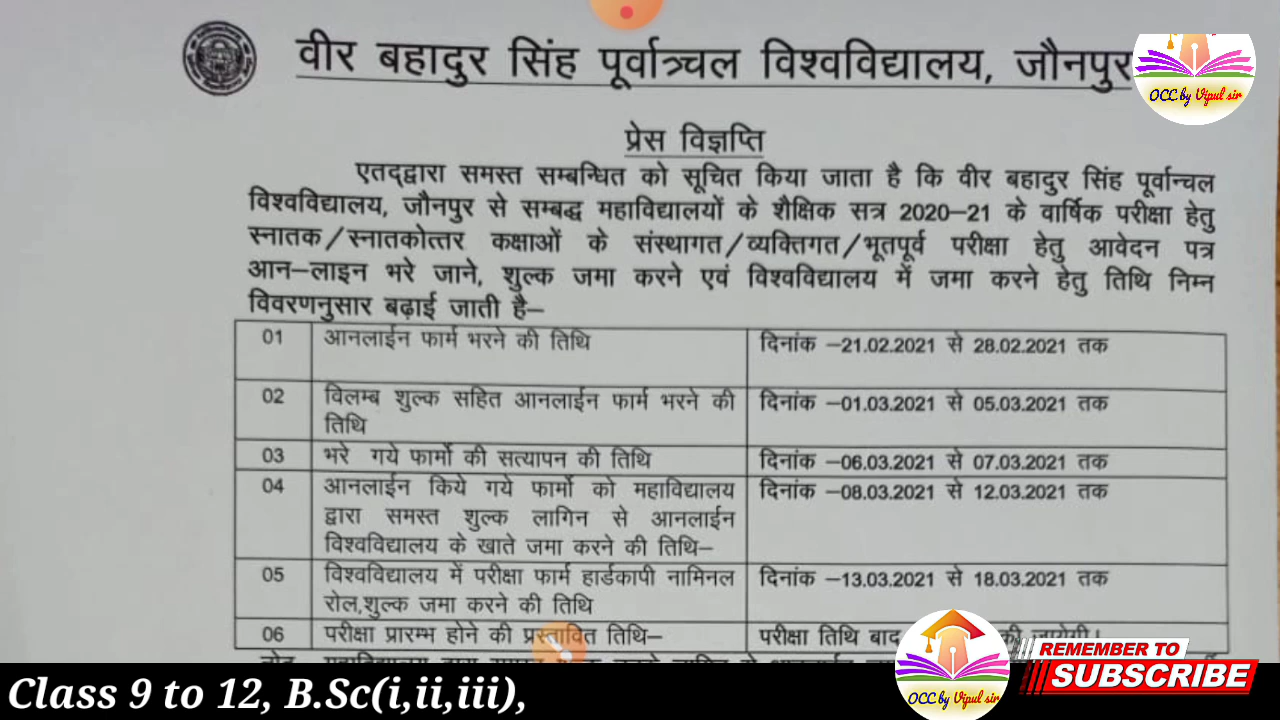 वीर बहादुर सिंह पूर्वान्चल विश्वविद्यालय, जौनपुर
OCC by Vipul sir
प्रेस विज्ञप्ति
एतद्द्वारा समस्त सम्बन्धित को सूचित किया जाता है कि वीर बहादुर सिंह पूर्वान्चल
विश्वविद्यालय, जौनपुर से सम्बद्ध महाविद्यालयों के शैक्षिक सत्र 2020–21 के वार्षिक परीक्षा हेतु
स्नातक/स्नातकोत्तर कक्षाओं के संस्थागत/व्यक्तिगत/भूतपूर्व परीक्षा हेतु आवेदन पत्र
आन–लाइन भरे जाने, शुल्क जमा करने एवं विश्वविद्यालय में जमा करने हेतु तिथि निम्न
विवरणनुसार बढ़ाई जाती है–
01 आनलाईन फार्म भरने की तिथि दिनांक –21.02.2021 से 28.02.2021 तक
02 विलम्ब शुल्क सहित आनलाईन फार्म भरने की दिनांक –01.03.2021 से 05.03.2021 तक
तिथि
03 भरे गये फार्मो की सत्यापन की तिथि दिनांक –06.03.2021 से 07.03.2021 तक
04 आनलाईन किये गये फार्मो को महाविद्यालय दिनांक –08.03.2021 से 12.03.2021 तक
द्वारा समस्त शुल्क लागिन से आनलाईन
विश्वविद्यालय के खाते जमा करने की तिथि–
05 विश्वविद्यालय में परीक्षा फार्म हार्डकापी नामिनल दिनांक –13.03.2021 से 18.03.2021 तक
रोल,शुल्क जमा करने की तिथि
06 परीक्षा प्रारम्भ होने की प्रस्तावित तिथि– परीक्षा तिथि बाद की जायेगी।
REMEMBER TO
SUBSCRIBE
OCC by Vipul sir
Class 9 to 12, B.Sc(i,ii,iii),